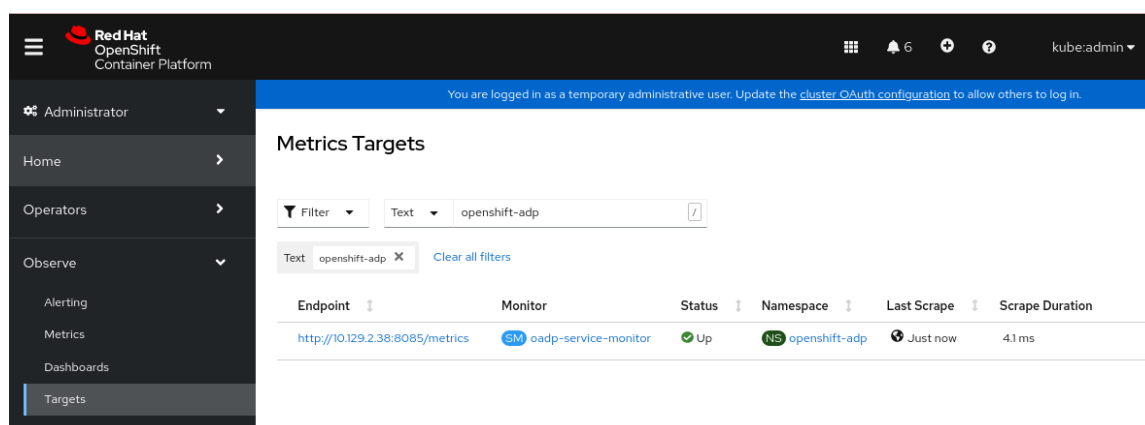 Red Hat
OpenShift
Container Platform
6
kube:admin
You are logged in as a temporary administrative user. Update the cluster OAuth configuration to allow others to log in.
Administrator
Home
Operators
Observe
Alerting
Metrics
Dashboards
Targets
Metrics Targets
Filter Text openshift-adp /
Text openshift-adp Clear all filters
Endpoint Monitor Status Namespace Last Scrape Scrape Duration
http://10.129.2.38:8085/metrics SM oadp-service-monitor Up NS openshift-adp Just now 4.1 ms